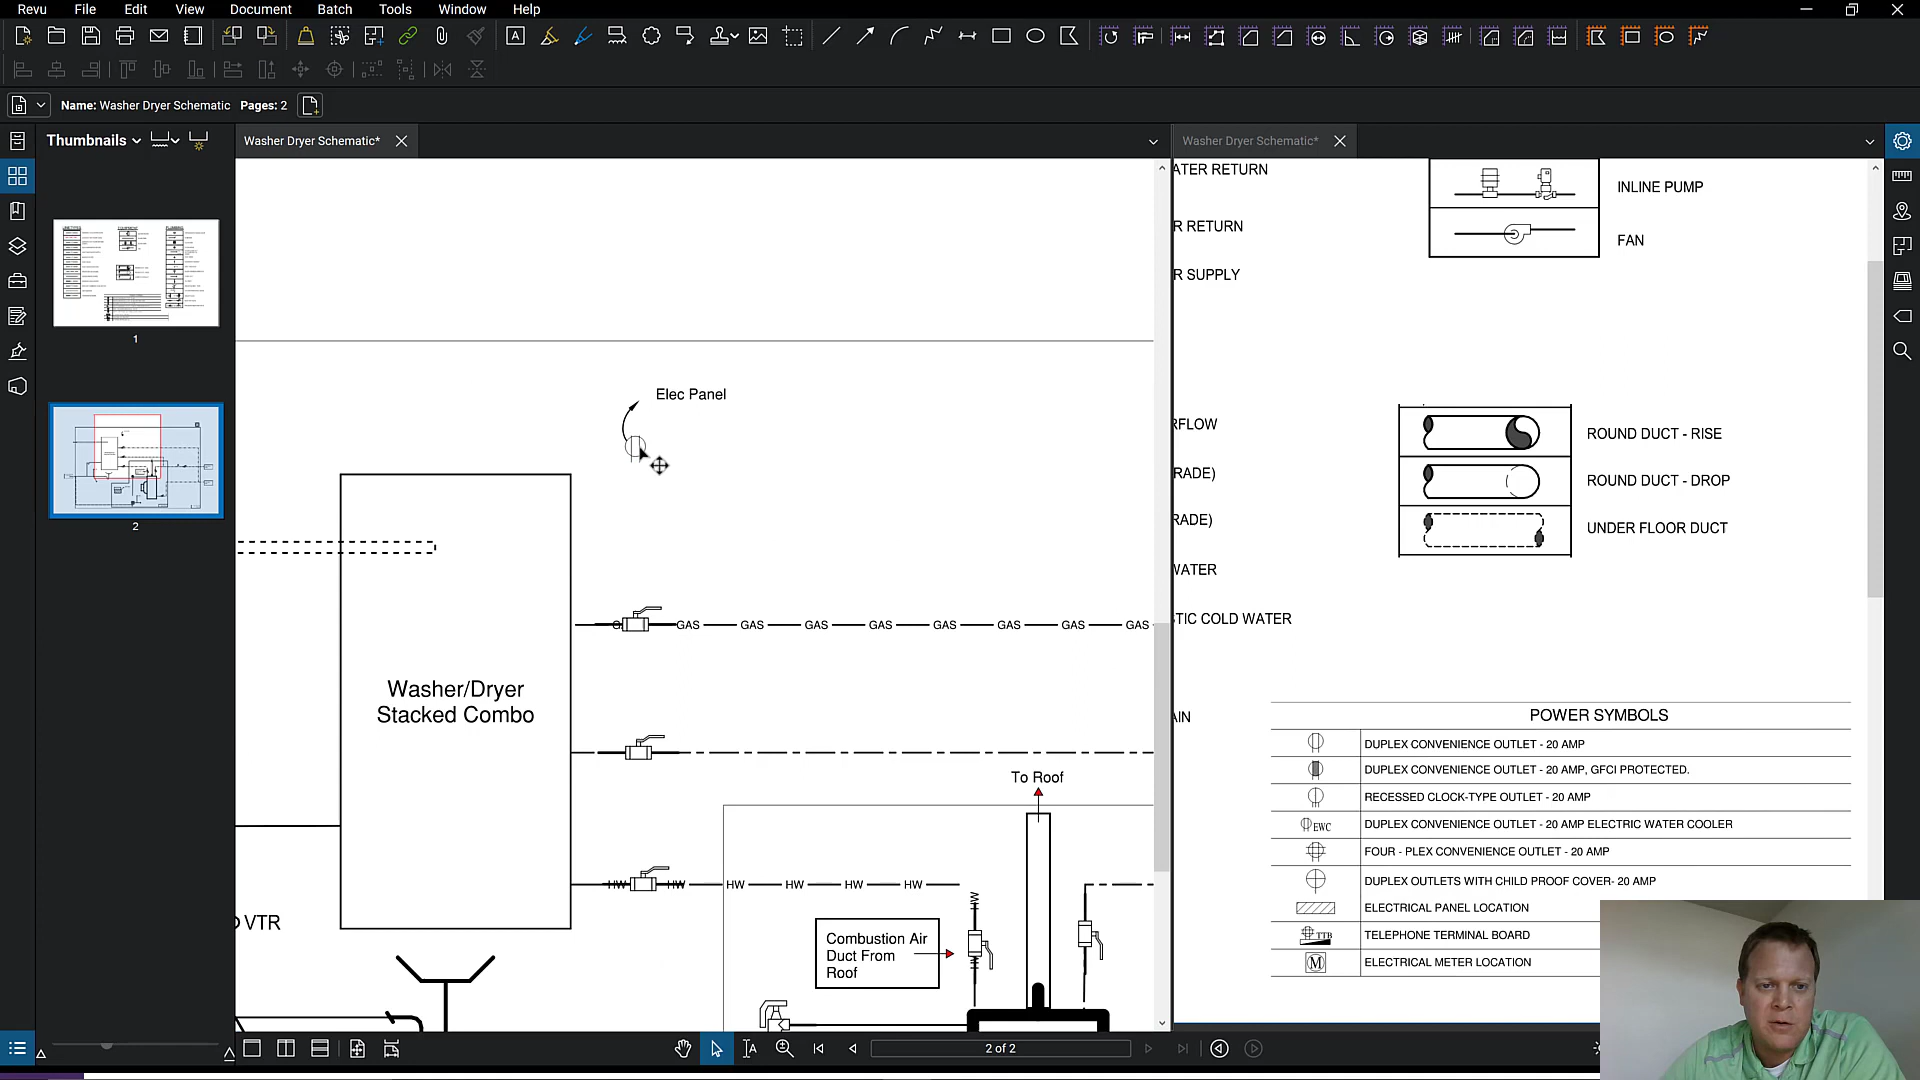 Revu File Edit View Document Batch Tools Window Help
Name: Washer Dryer Schematic Pages: 2
Thumbnails
Washer Dryer Schematic*
Washer Dryer Schematic*
1
2
Elec Panel
GAS GAS GAS GAS GAS GAS GAS GAS
Washer/Dryer
Stacked Combo
To Roof
HW HW HW HW HW HW
VTR
Combustion Air
Duct From
Roof
2 of 2
ATER RETURN
R RETURN
R SUPPLY
RFLOW
RADE)
RADE)
WATER
TIC COLD WATER
AIN
INLINE PUMP
FAN
ROUND DUCT - RISE
ROUND DUCT - DROP
UNDER FLOOR DUCT
POWER SYMBOLS
DUPLEX CONVENIENCE OUTLET - 20 AMP
DUPLEX CONVENIENCE OUTLET - 20 AMP, GFCI PROTECTED.
RECESSED CLOCK-TYPE OUTLET - 20 AMP
EWC DUPLEX CONVENIENCE OUTLET - 20 AMP ELECTRIC WATER COOLER
FOUR - PLEX CONVENIENCE OUTLET - 20 AMP
DUPLEX OUTLETS WITH CHILD PROOF COVER- 20 AMP
ELECTRICAL PANEL LOCATION
TTB TELEPHONE TERMINAL BOARD
M ELECTRICAL METER LOCATION